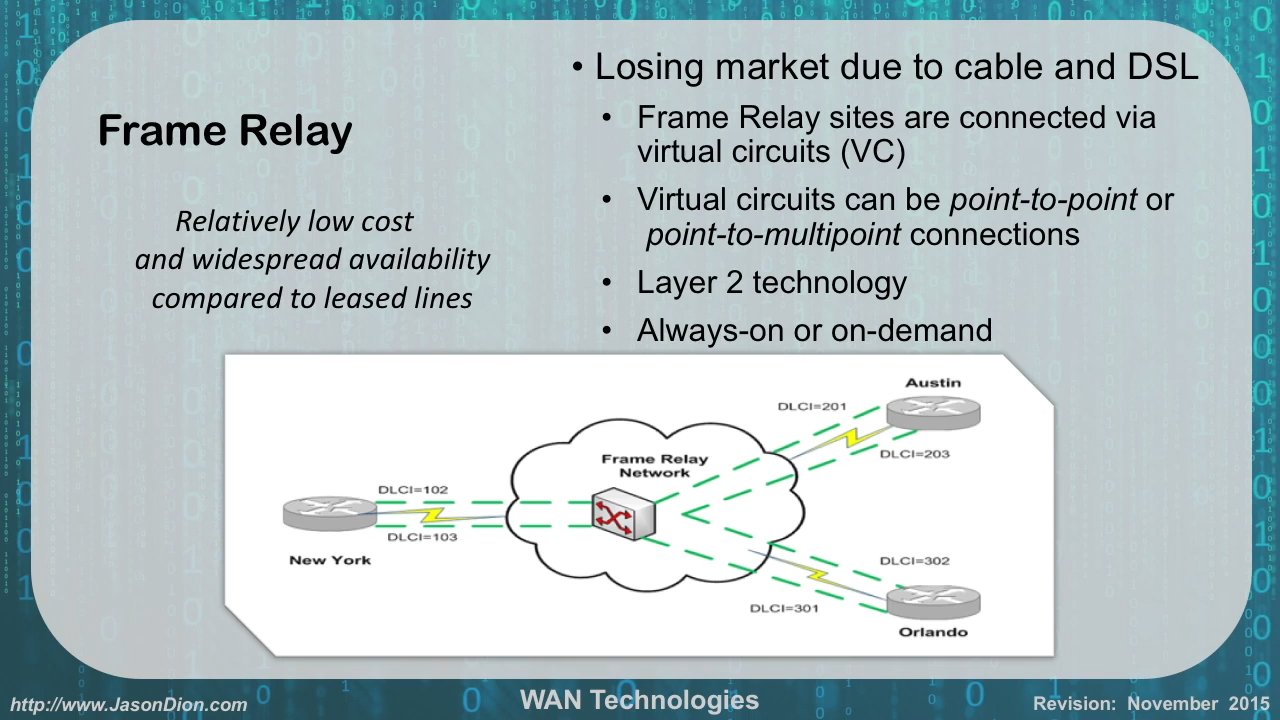 Frame Relay
Relatively low cost
and widespread availability
compared to leased lines
• Losing market due to cable and DSL
• Frame Relay sites are connected via
virtual circuits (VC)
• Virtual circuits can be point-to-point or
point-to-multipoint connections
• Layer 2 technology
• Always-on or on-demand
Austin
DLCI=201
DLCI=203
Frame Relay
Network
DLCI=102
DLCI=103
New York
DLCI=302
DLCI=301
Orlando
http://www.JasonDion.com
WAN Technologies
Revision: November 2015